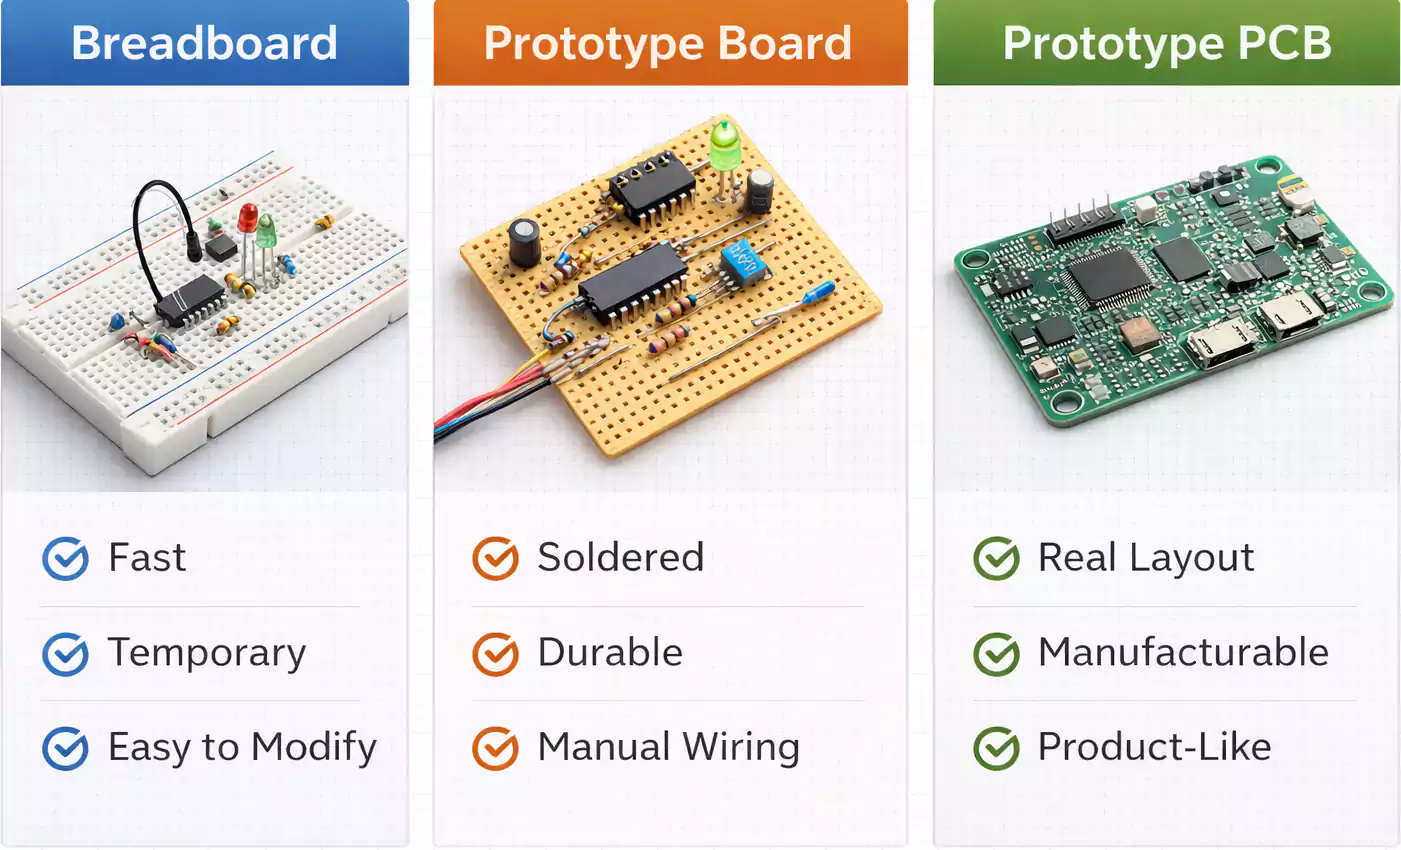 Breadboard
Fast
Temporary
Easy to Modify
Prototype Board
Soldered
Durable
Manual Wiring
Prototype PCB
Real Layout
Manufacturable
Product-Like